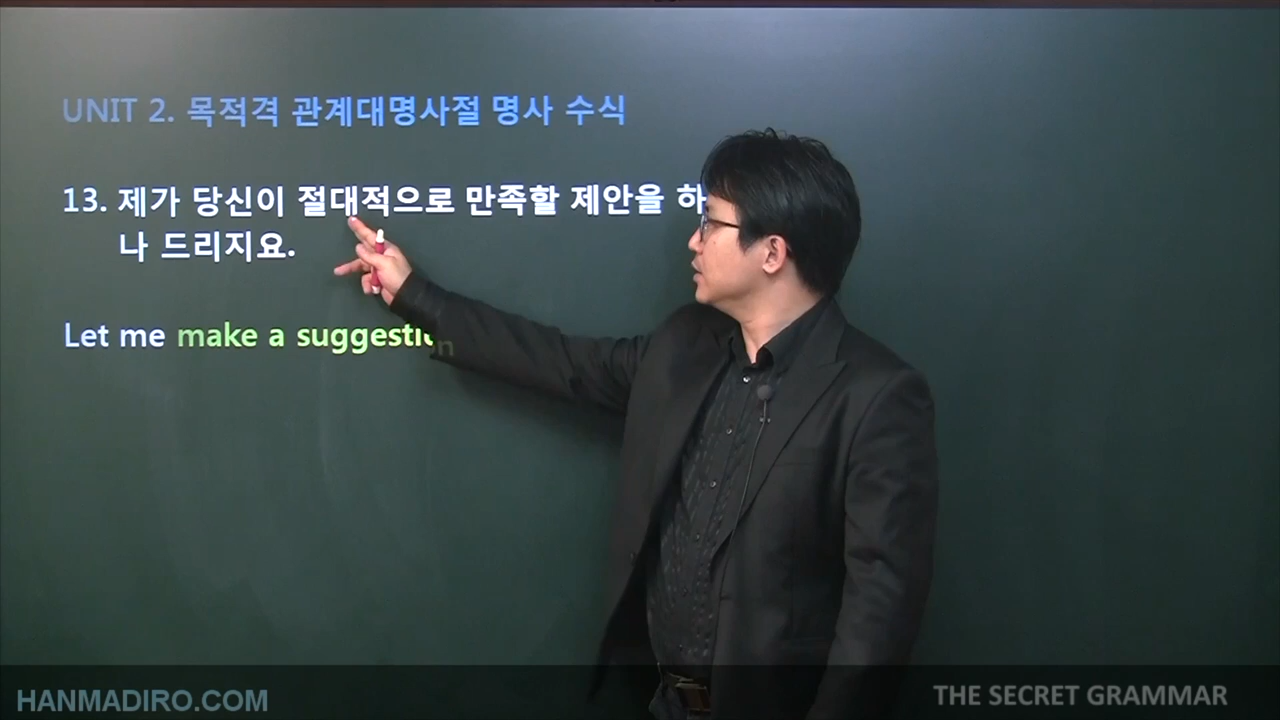 UNIT 2. 목적격 관계대명사절 명사 수식
13. 제가 당신이 절대적으로 만족할 제안을 하
나 드리지요.
Let me make a suggestion
HANMADIRO.COM
THE SECRET GRAMMAR